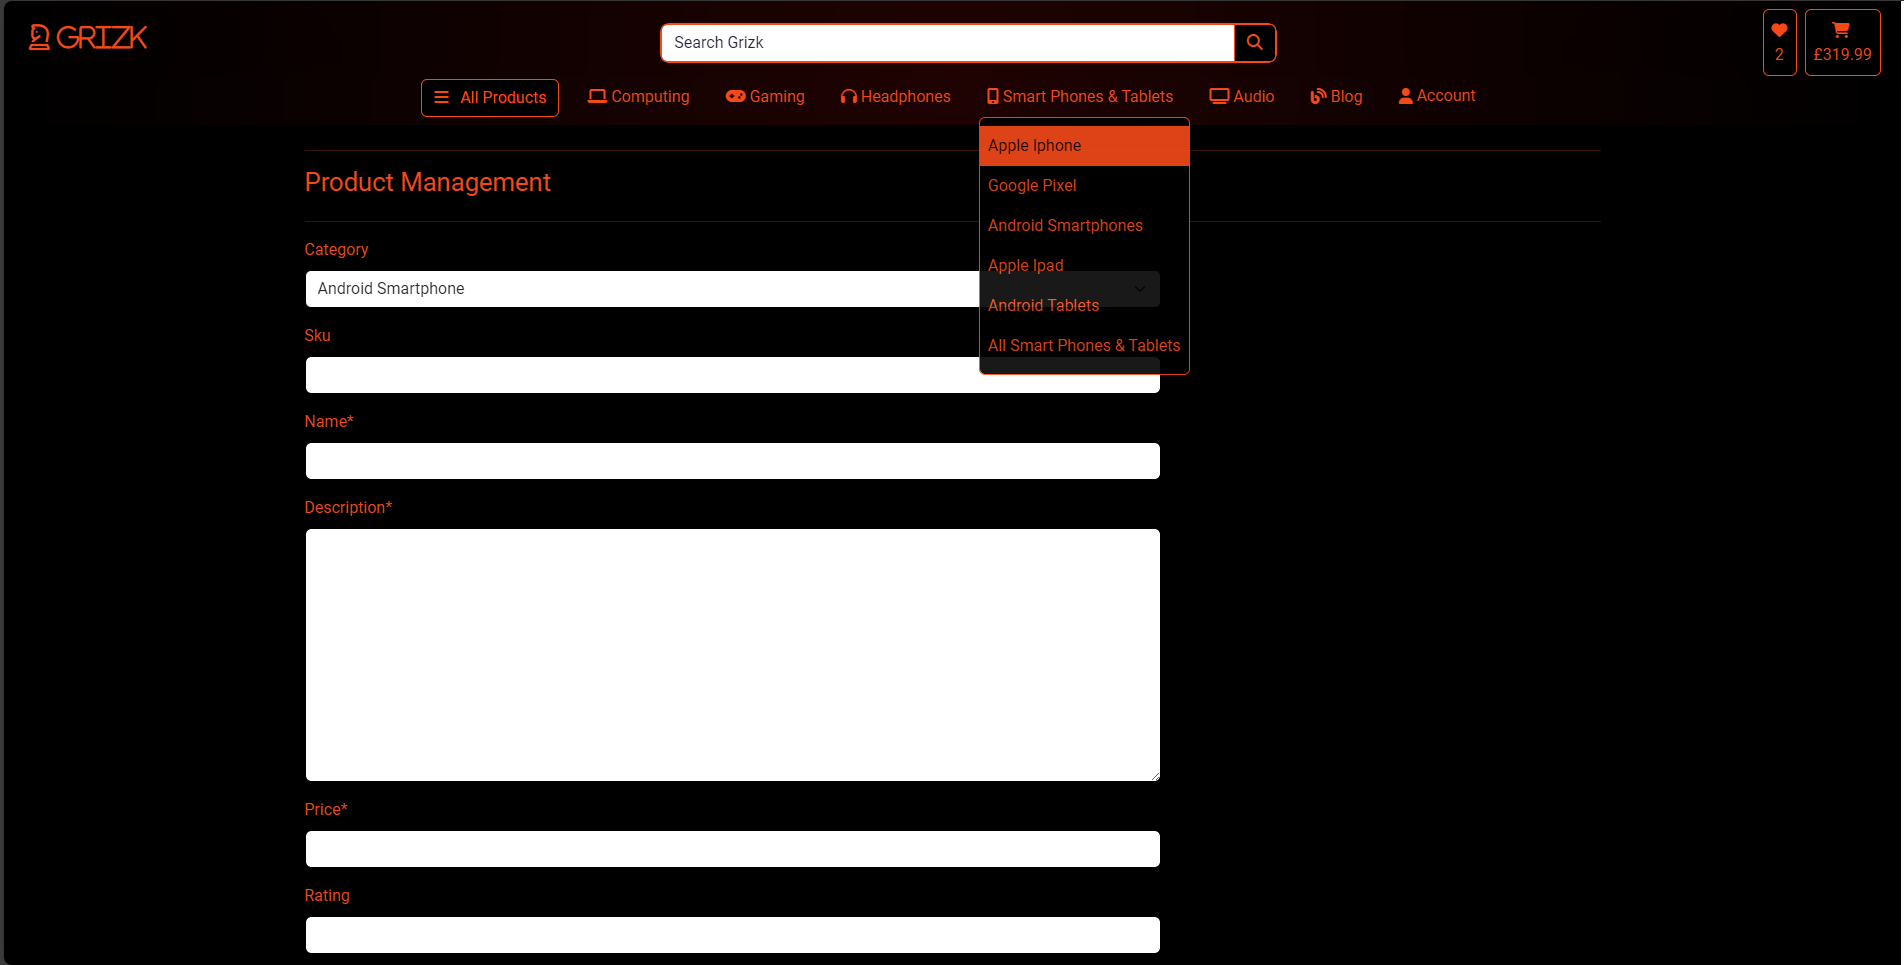 GRIZK
Search Grizk
2
£319.99
All Products
Computing
Gaming
Headphones
Smart Phones & Tablets
Audio
Blog
Account
Apple Iphone
Google Pixel
Android Smartphones
Apple Ipad
Android Tablets
All Smart Phones & Tablets
Product Management
Category
Android Smartphone
Sku
Name*
Description*
Price*
Rating